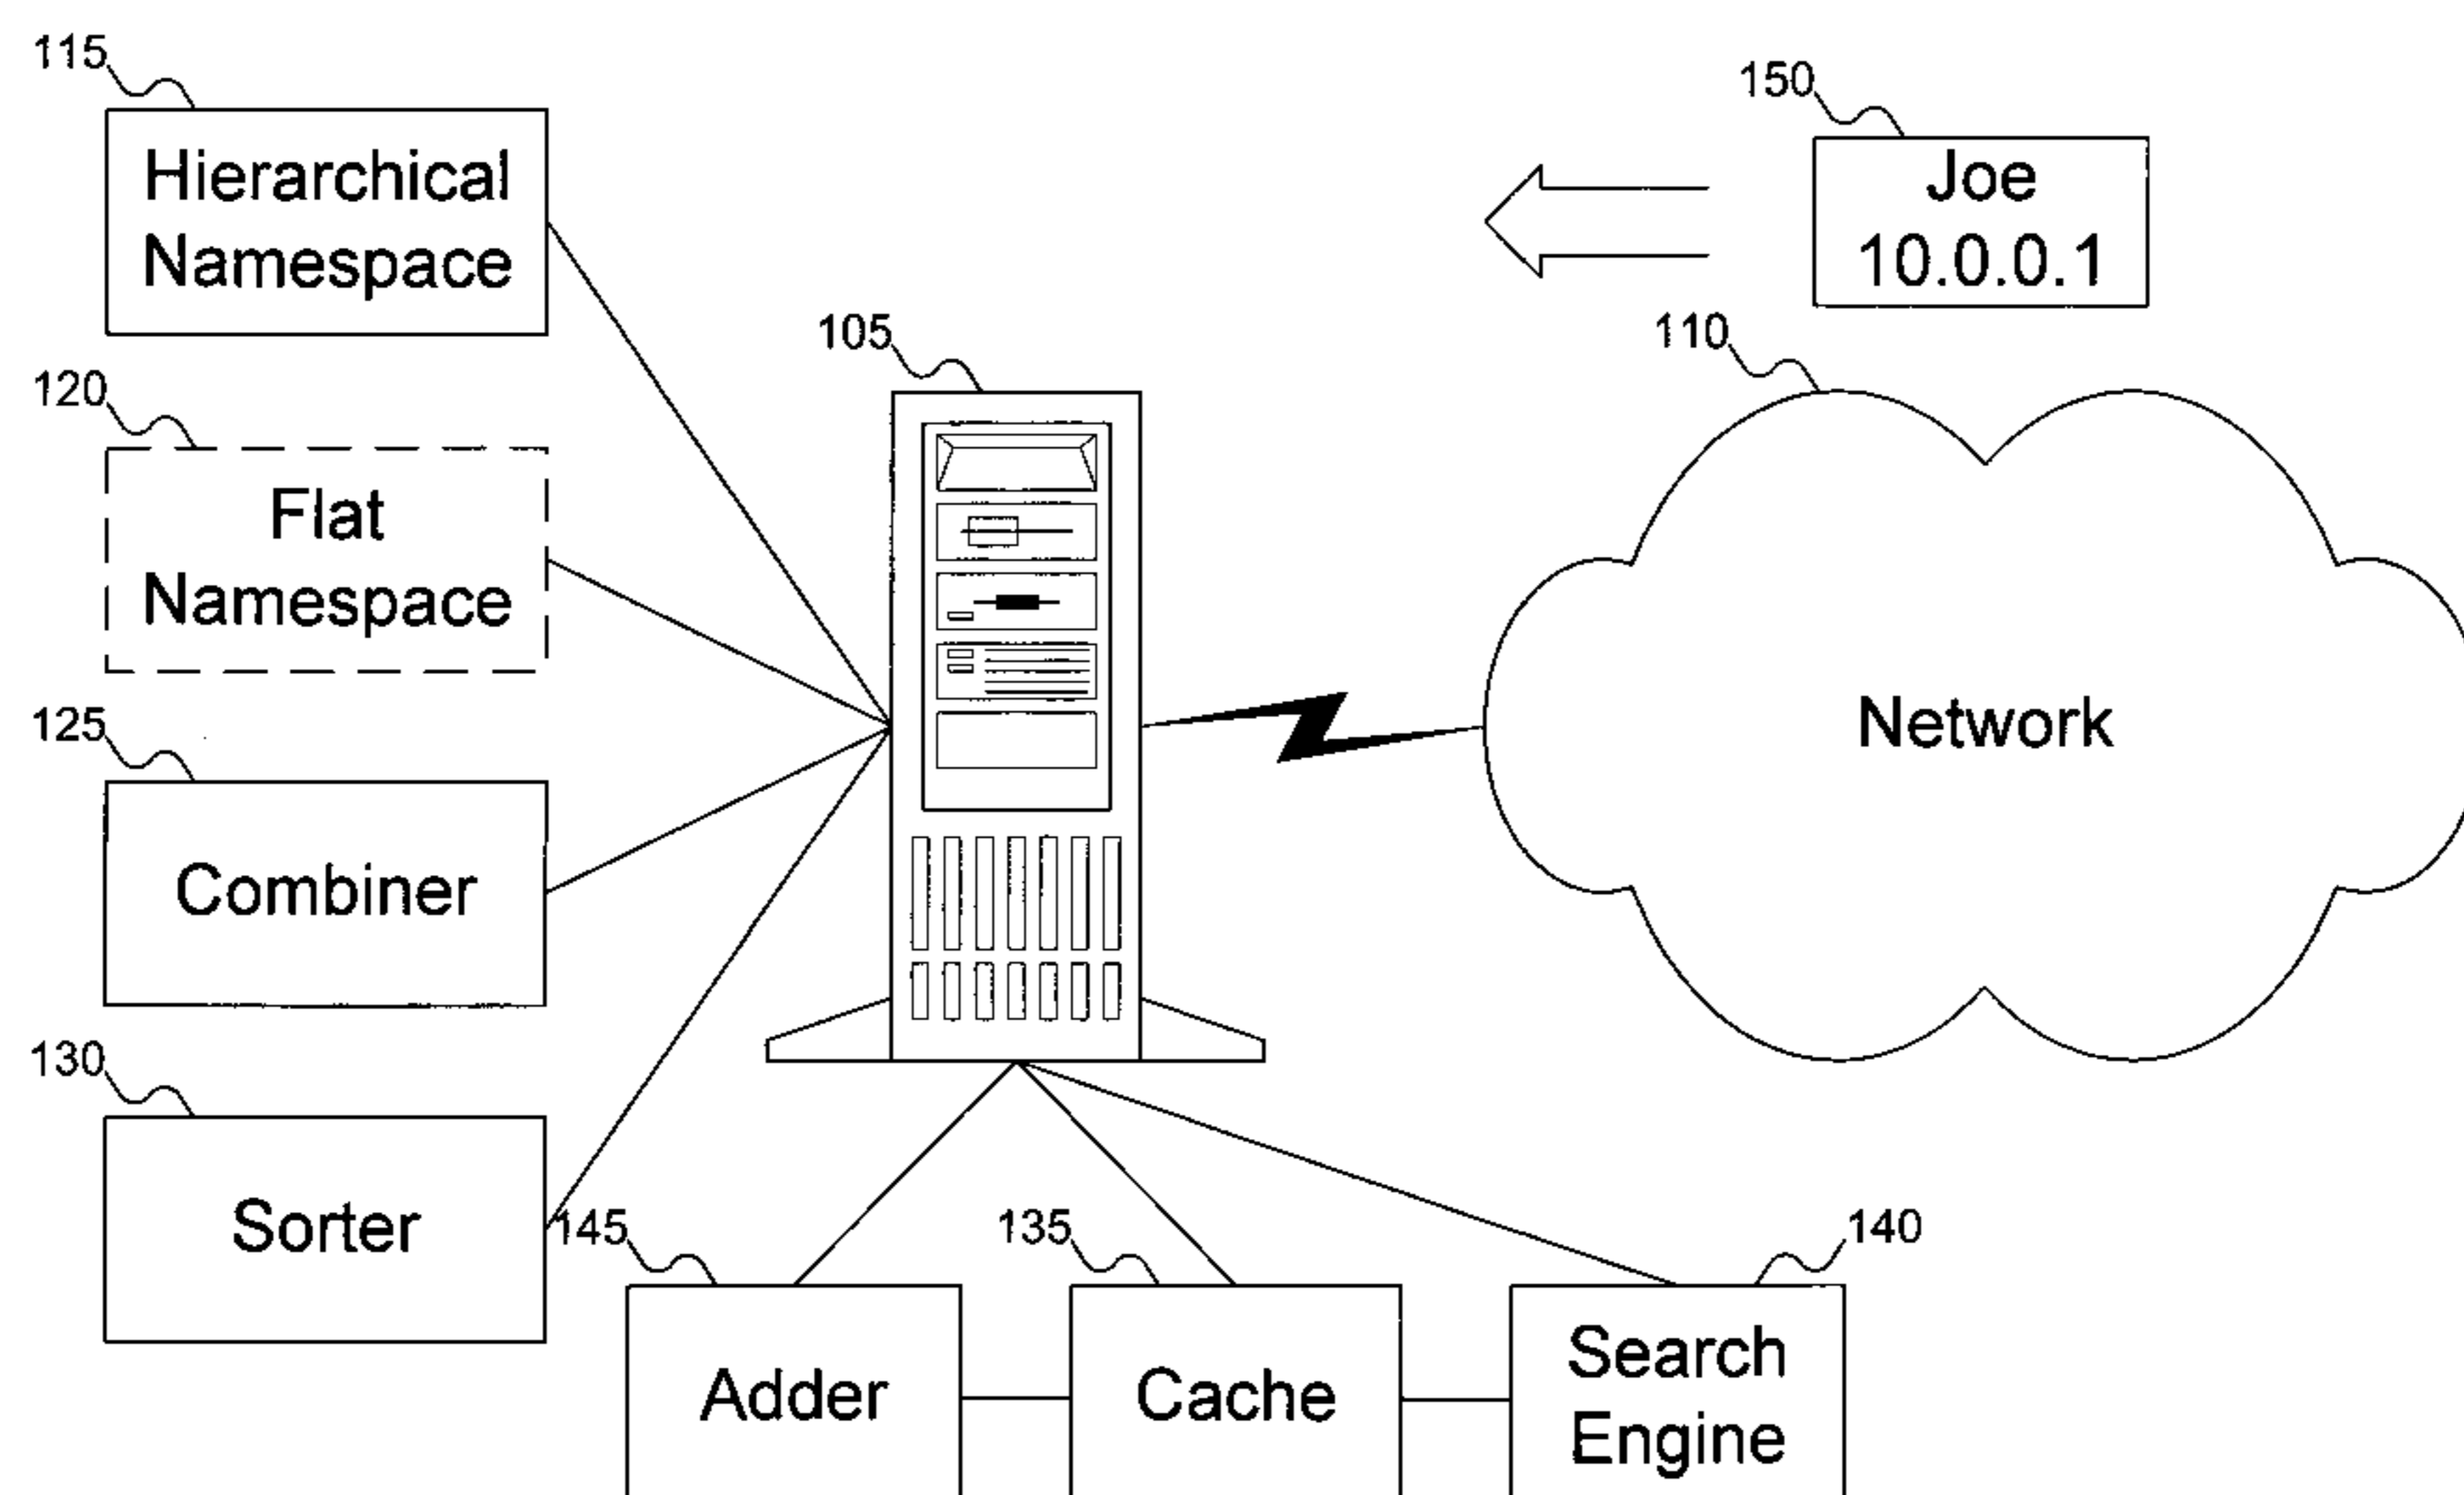 115
Hierarchical
Namespace
150
Joe
10.0.0.1
105
110
120
Flat
Namespace
Network
125
Combiner
130
Sorter
145
135
140
Adder
Cache
Search
Engine